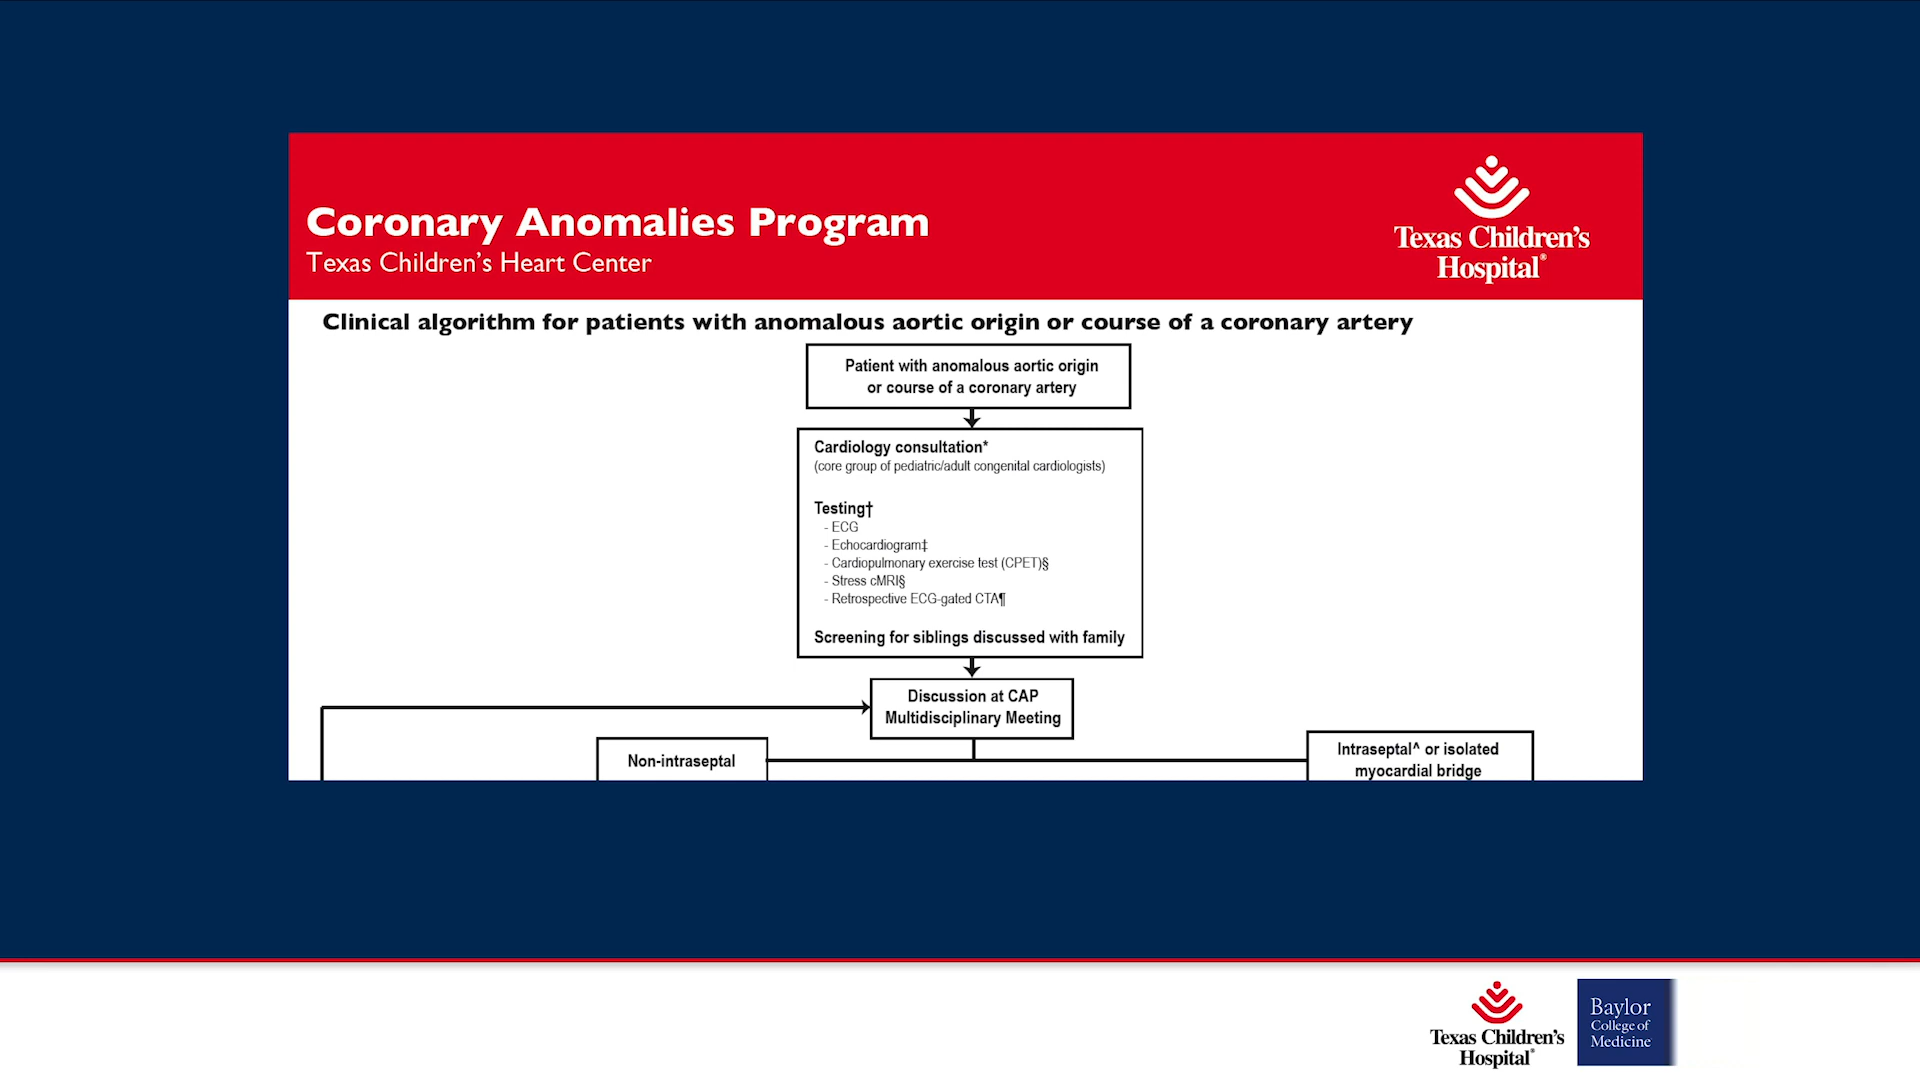 Coronary Anomalies Program
Texas Children's Heart Center
Texas Children's
Hospital®
Clinical algorithm for patients with anomalous aortic origin or course of a coronary artery
Patient with anomalous aortic origin
or course of a coronary artery
Cardiology consultation*
(core group of pediatric/adult congenital cardiologists)
Testing†
- ECG
- Echocardiogram‡
- Cardiopulmonary exercise test (CPET)§
- Stress cMRI§
- Retrospective ECG-gated CTA¶
Screening for siblings discussed with family
Discussion at CAP
Multidisciplinary Meeting
Non-intraseptal
Intraseptal^ or isolated
myocardial bridge
Texas Children's
Hospital®
Baylor
College of
Medicine